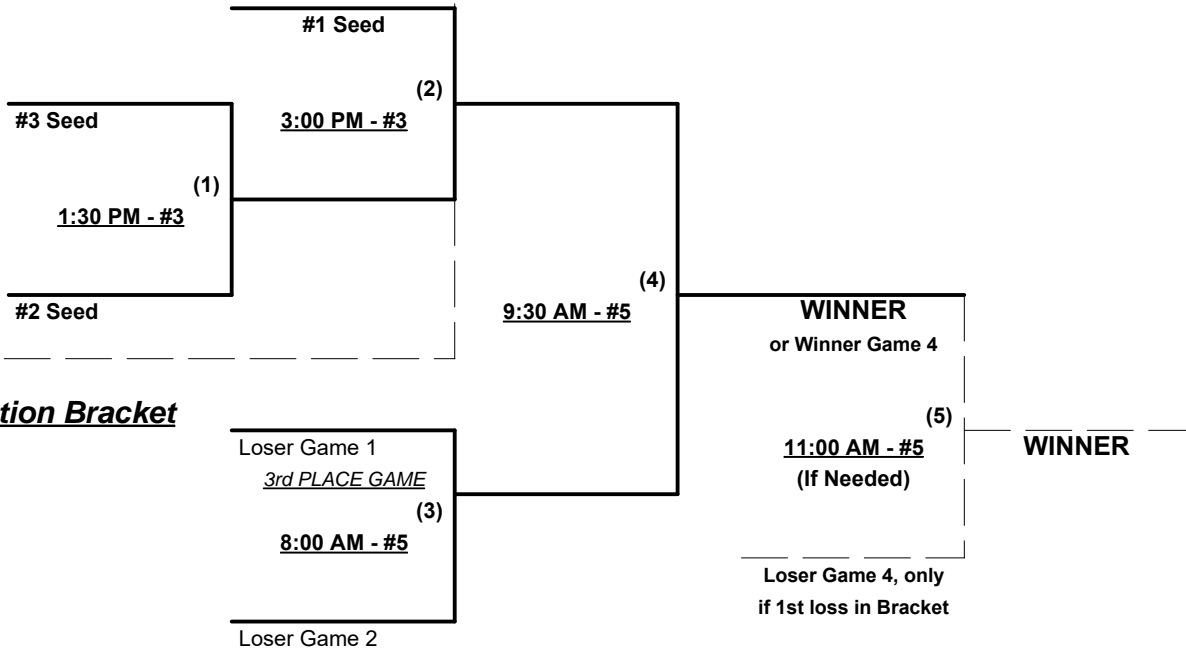 #1 Seed
(2)
#3 Seed
3:00 PM - #3
(1)
1:30 PM - #3
(4)
#2 Seed
9:30 AM - #5
WINNER
or Winner Game 4
tion Bracket
(5)
Loser Game 1
11:00 AM - #5
WINNER
3rd PLACE GAME
(If Needed)
(3)
8:00 AM - #5
Loser Game 4, only
if 1st loss in Bracket
Loser Game 2